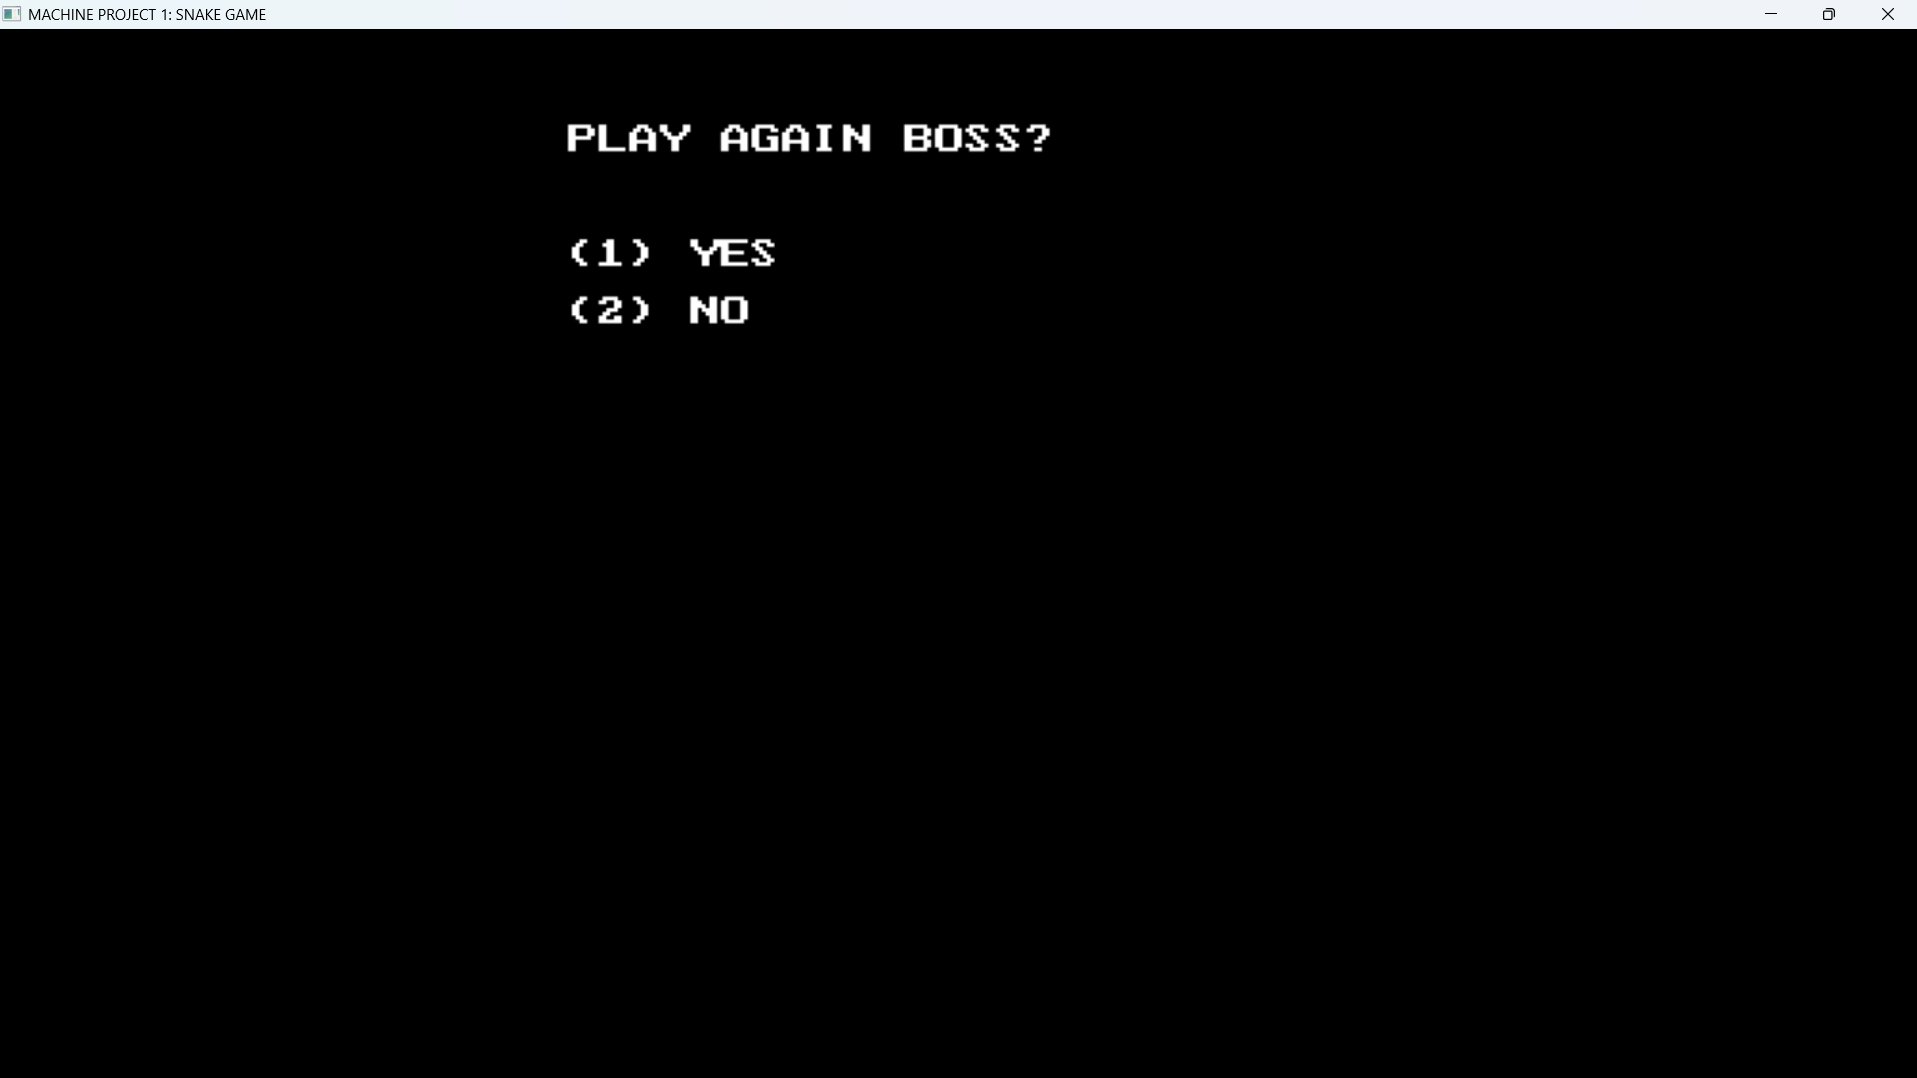 MACHINE PROJECT 1: SNAKE GAME
PLAY AGAIN BOSS?
(1) YES
(2) NO